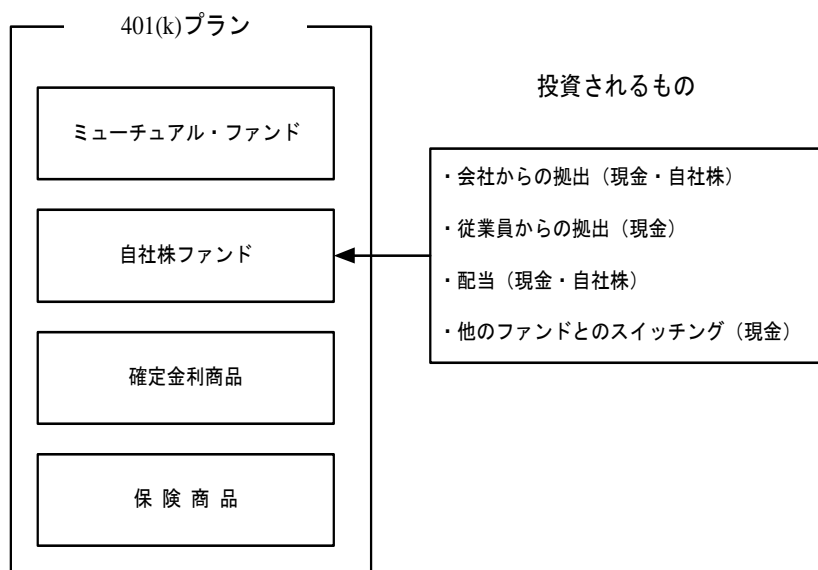 401(k)プラン
ミューチュアル・ファンド
自社株ファンド
確定金利商品
保 険 商 品
投資されるもの
・会社からの拠出（現金・自社株）
・従業員からの拠出（現金）
・配当（現金・自社株）
・他のファンドとのスイッチング（現金）